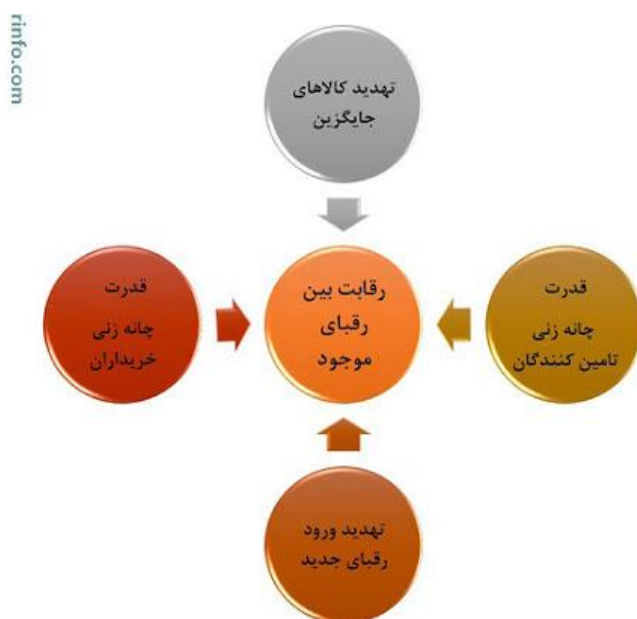 rinfo.com
تهدید کالاهای
جایگزین
قدرت
چانه زنی
تامین کنندگان
رقابت بین
رقبای
موجود
قدرت
چانه زنی
خریداران
تهدید ورود
رقبای جدید